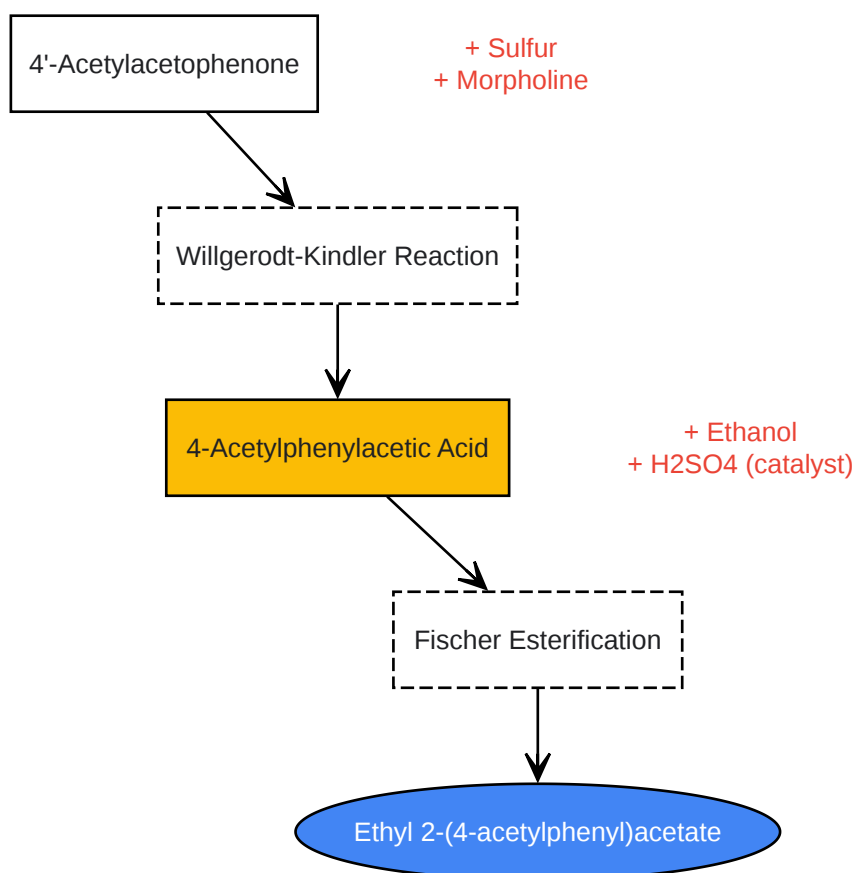 4'-Acetylacetophenone
+ Sulfur
+ Morpholine
Willgerodt-Kindler Reaction
4-Acetylphenylacetic Acid
+ Ethanol
+ H2SO4 (catalyst)
Fischer Esterification
Ethyl 2-(4-acetylphenyl)acetate